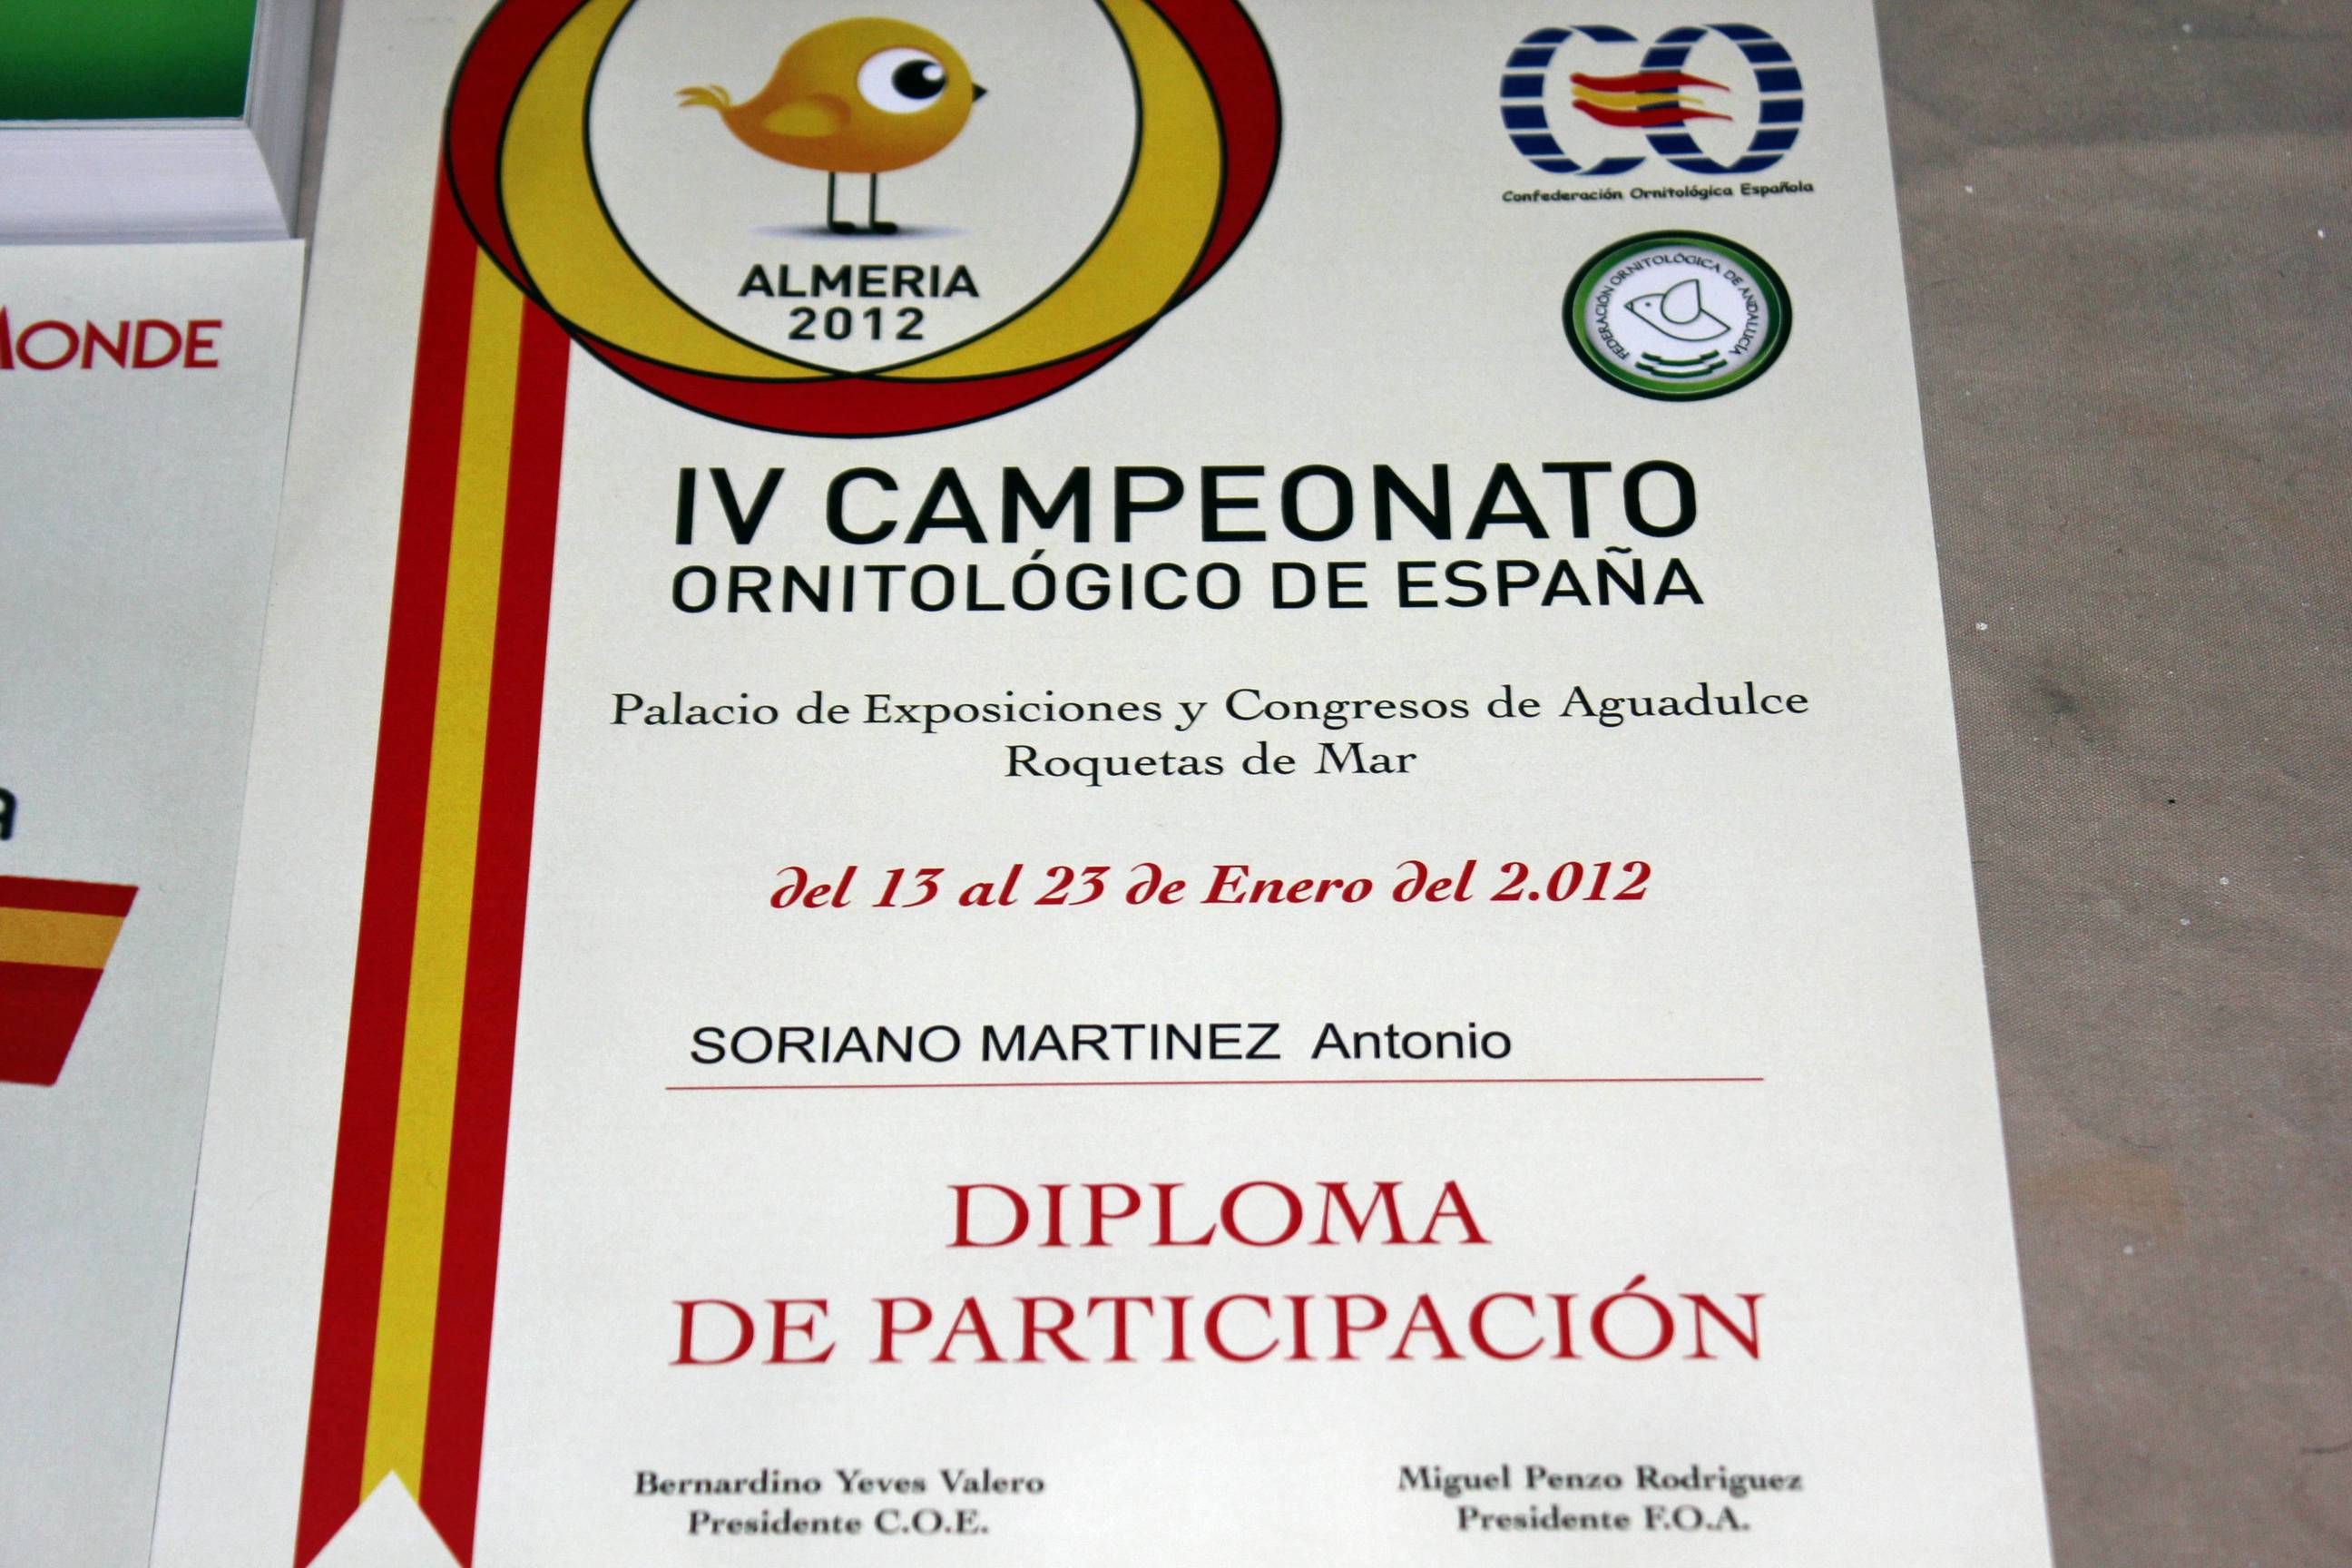 ALMERIA
2012
Confederación Ornitológica Española
FEDERACIÓN ORNITOLÓGICA DE ANDALUCIA
IV CAMPEONATO
ORNITOLÓGICO DE ESPAÑA
Palacio de Exposiciones y Congresos de Aguadulce
Roquetas de Mar
del 13 al 23 de Enero del 2.012
SORIANO MARTINEZ Antonio
DIPLOMA
DE PARTICIPACIÓN
Bernardino Yeves Valero
Presidente C.O.E.
Miguel Penzo Rodriguez
Presidente F.O.A.